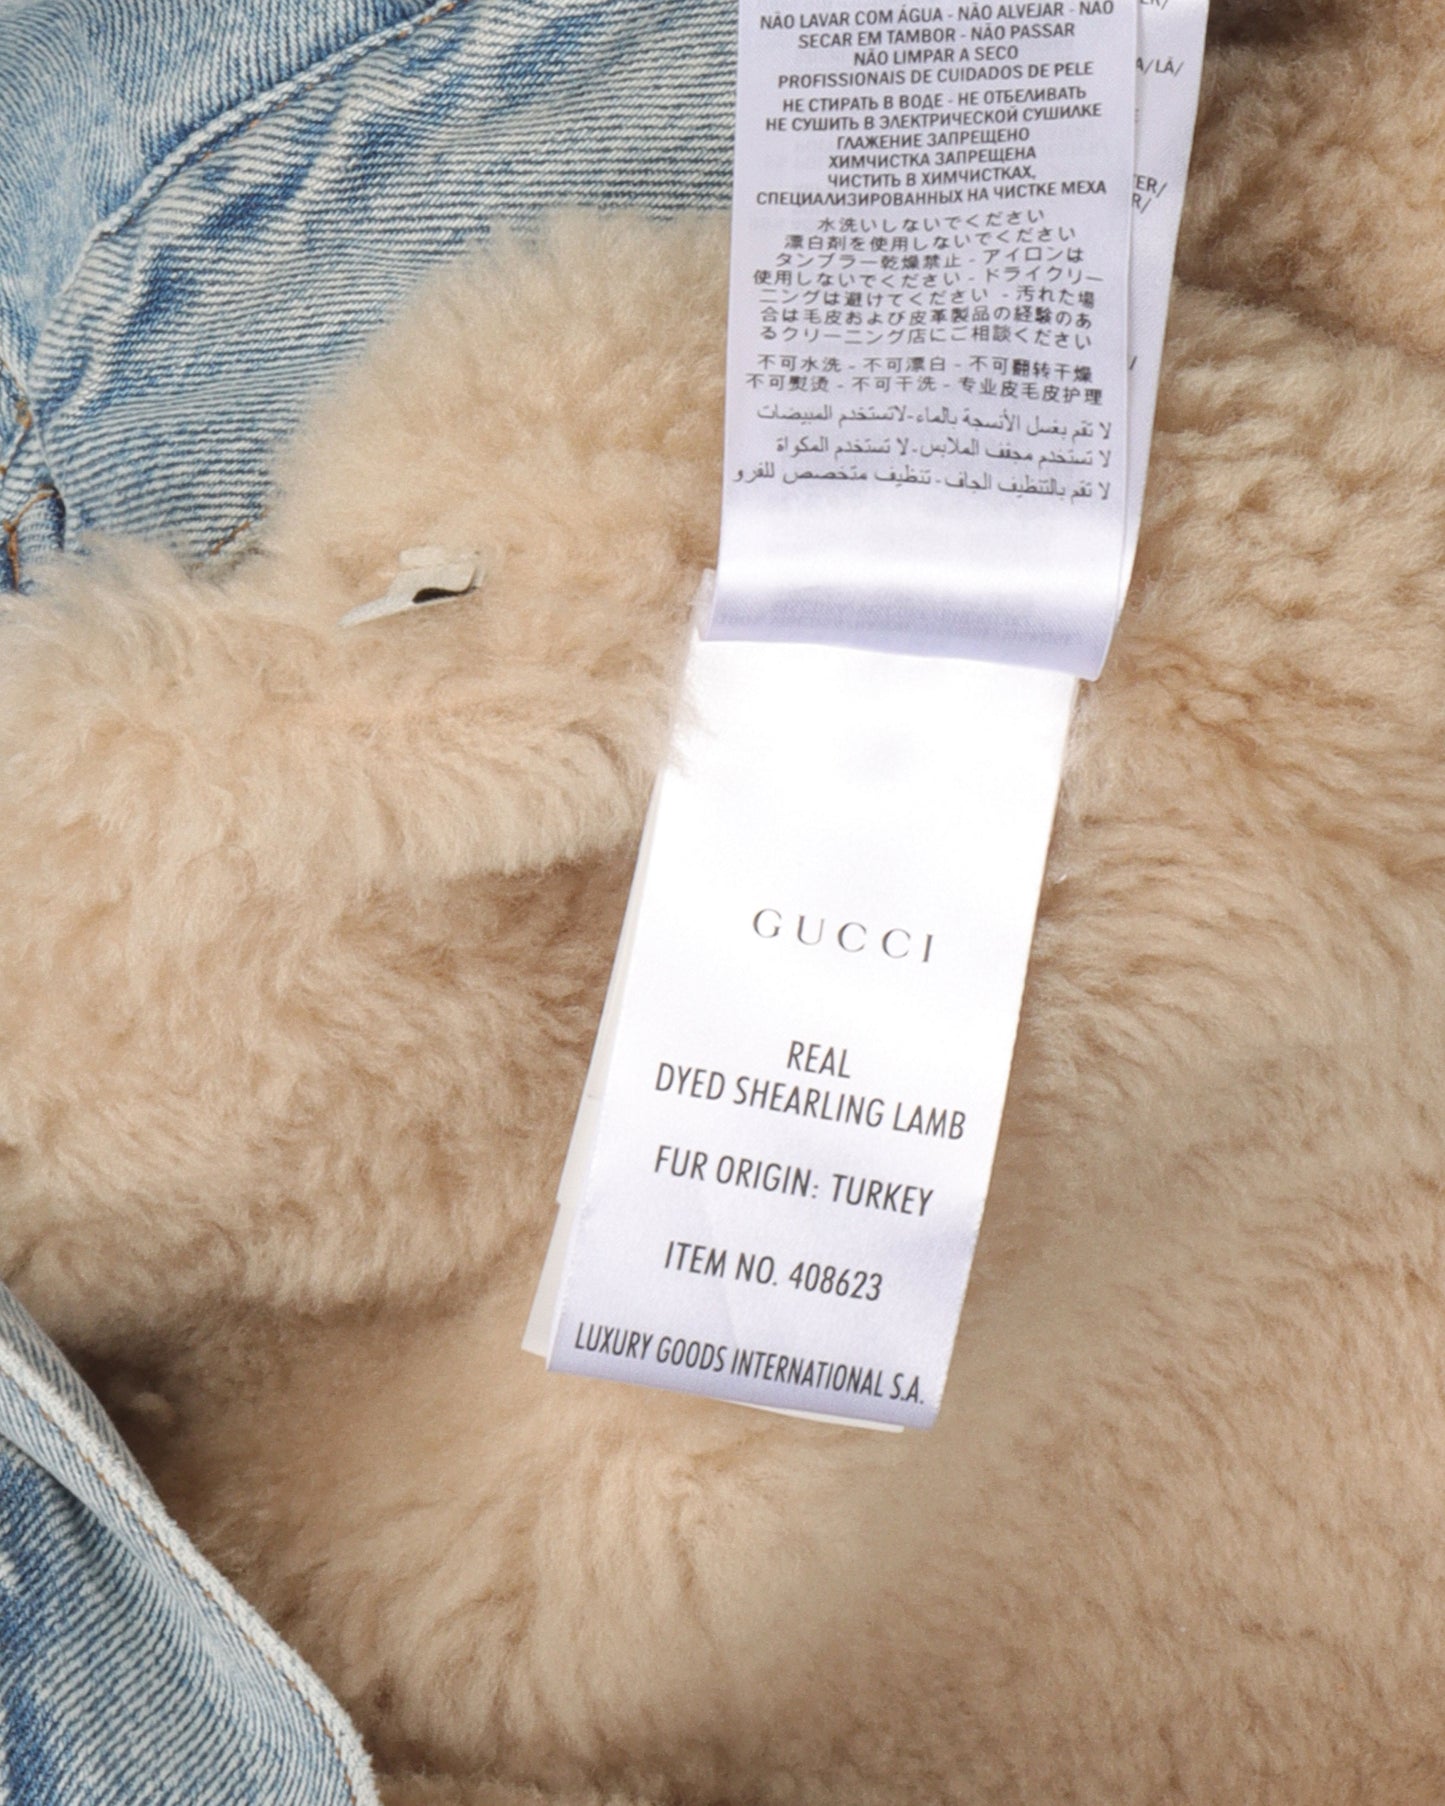 NÃO LAVAR COM ÁGUA - NÃO ALVEJAR - NÃO
SECAR EM TAMBOR - NÃO PASSAR
NÃO LIMPAR A SECO
PROFISSIONAIS DE CUIDADOS DE PELE
НЕ СТИРАТЬ В ВОДЕ - НЕ ОТБЕЛИВАТЬ
НЕ СУШИТЬ В ЭЛЕКТРИЧЕСКОЙ СУШИЛКЕ
ГЛАЖЕНИЕ ЗАПРЕЩЕНО
ХИМЧИСТКА ЗАПРЕЩЕНА
ЧИСТИТЬ В ХИМЧИСТКАХ,
СПЕЦИАЛИЗИРОВАННЫХ НА ЧИСТКЕ МЕХА
水洗いしないでください
漂白剤を使用しないでください
タンブラー乾燥禁止 - アイロンは
使用しないでください - ドライクリー
ニングは避けてください - 汚れた場
合は毛皮および皮革製品の経験のあ
るクリーニング店にご相談ください
不可水洗 - 不可漂白 - 不可翻转干燥
不可熨烫 - 不可干洗 - 专业皮毛皮护理
لا تقم بغسل الأنسجة بالماء-لاتستخدم المبيضات
لا تستخدم مجفف الملابس-لا تستخدم المكواة
لا تقم بالتنظيف الجاف-تنظيف متخصص للفرو
ER/
A/LÃ/
TER/
R/
/
GUCCI
REAL
DYED SHEARLING LAMB
FUR ORIGIN: TURKEY
ITEM NO. 408623
LUXURY GOODS INTERNATIONAL S.A.